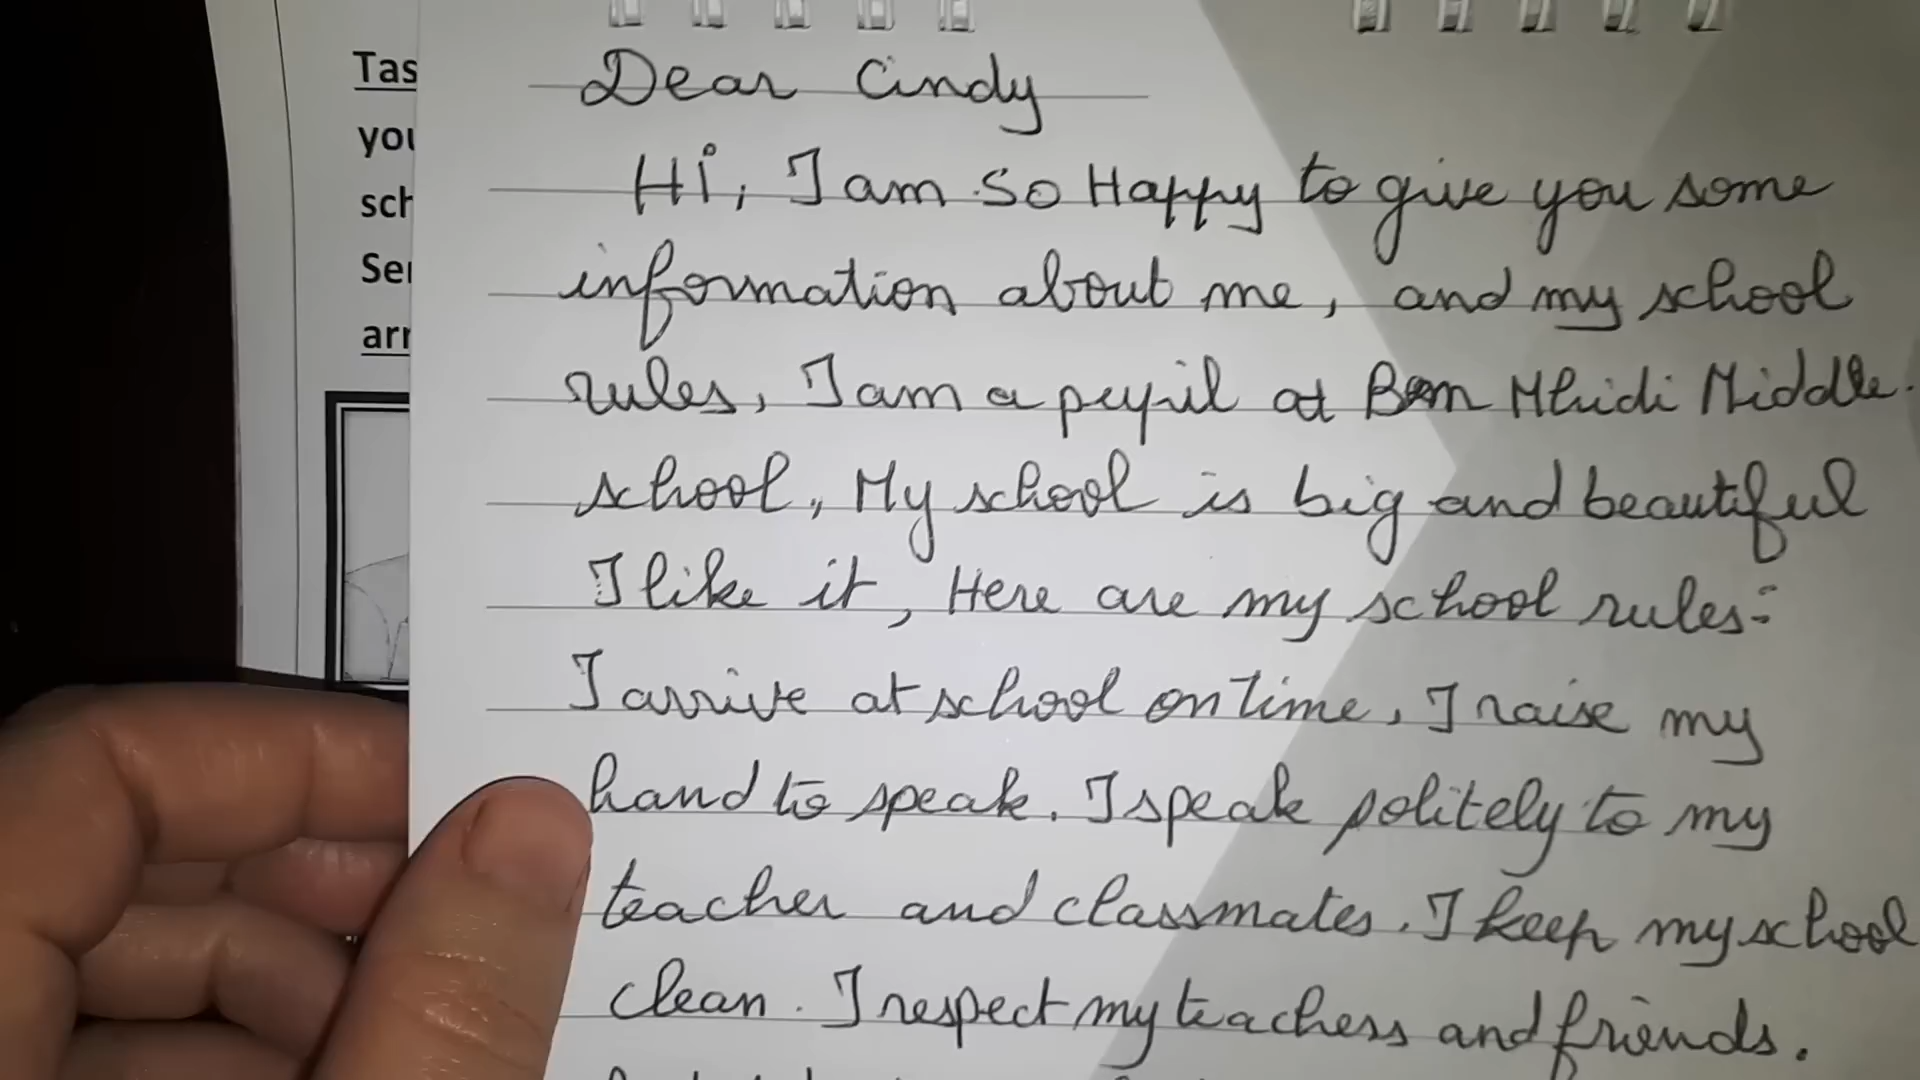 Tas
you
sch
Ser
arr
Dear Cindy
Hi, I am so Happy to give you some
information about me, and my school
rules, I am a pupil at Ben Mhidi Middle.
school, My school is big and beautiful
I like it, Here are my school rules:
I arrive at school on time, I raise my
hand to speak. I speak politely to my
teacher and classmates. I keep my school
clean. I respect my teachers and friends.